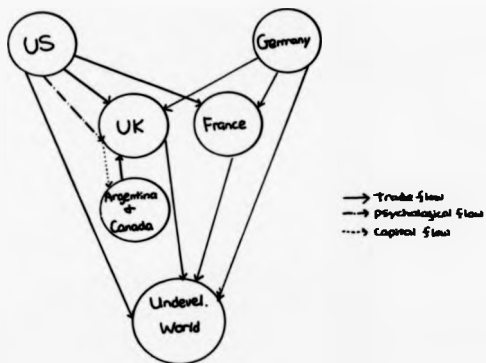 US
Germany
UK
France
Argentina
&
Canada
Undevel.
World
Trade flow
Psychological flow
Capital flow